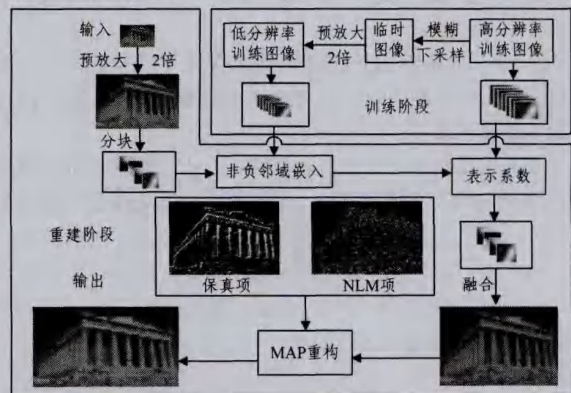 输入
预放大 2倍
分块
低分辨率
训练图像
预放大
2倍
临时
图像
模糊
下采样
高分辨率
训练图像
训练阶段
非负邻域嵌入
表示系数
重建阶段
保真项
NLM项
输出
融合
MAP重构